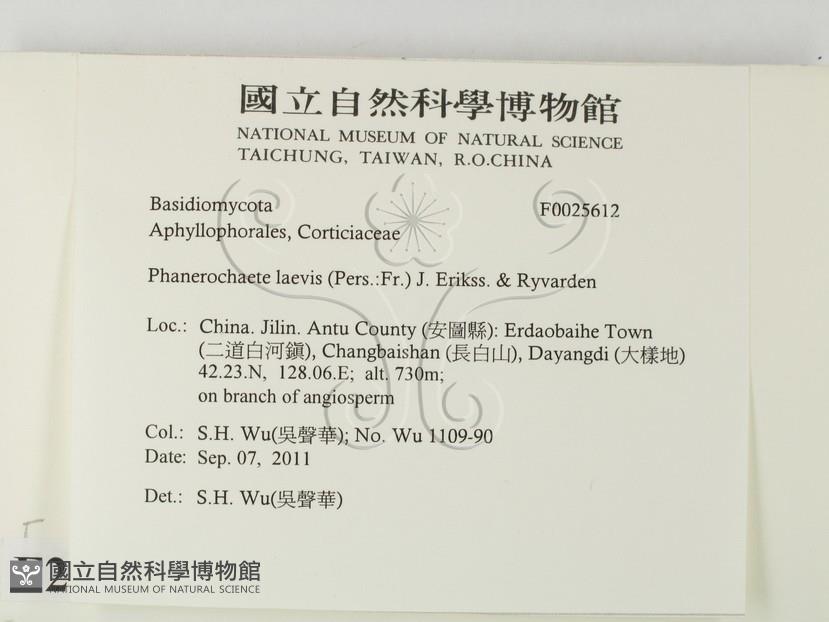 國立自然科學博物館
NATIONAL MUSEUM OF NATURAL SCIENCE
TAICHUNG, TAIWAN, R.O.CHINA
Basidiomycota F0025612
Aphyllophorales, Corticiaceae
Phanerochaete laevis (Pers.:Fr.) J. Erikss. & Ryvarden
Loc.: China. Jilin. Antu County (安圖縣): Erdaobaihe Town
(二道白河鎭), Changbaishan (長白山), Dayangdi (大樣地)
42.23.N, 128.06.E; alt. 730m;
on branch of angiosperm
Col.: S.H. Wu(吳聲華); No. Wu 1109-90
Date: Sep. 07, 2011
Det.: S.H. Wu(吳聲華)
國立自然科學博物館
NATIONAL MUSEUM OF NATURAL SCIENCE